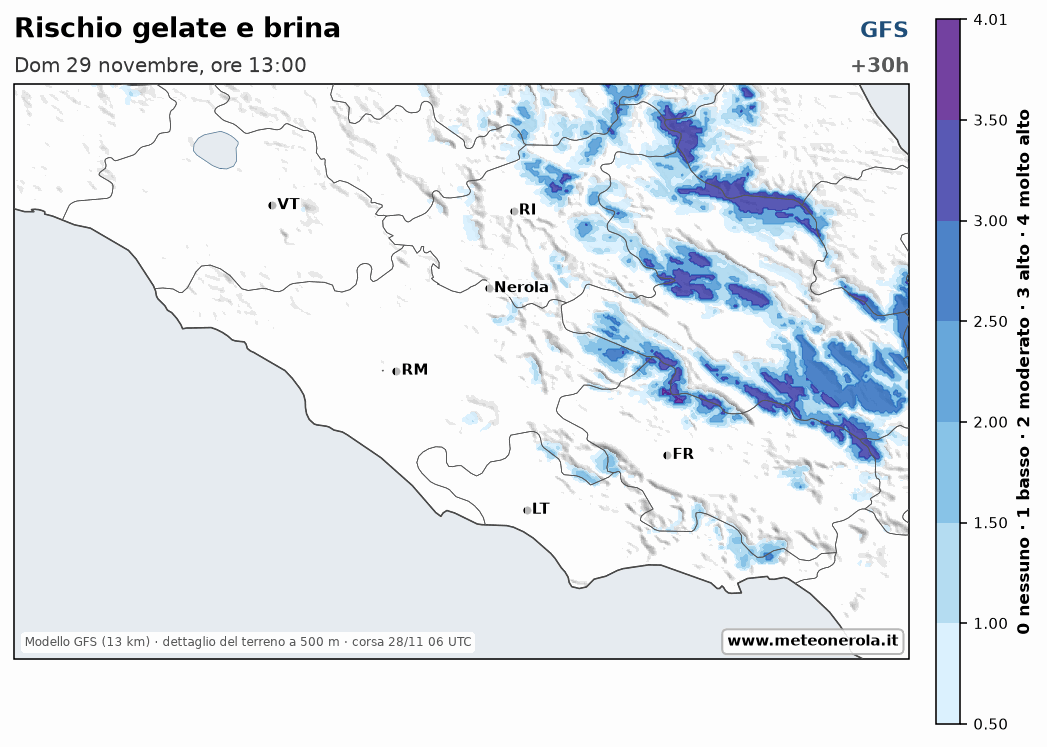 Rischio gelate e brina
GFS
Dom 29 novembre, ore 13:00
+30h
VT
RI
Nerola
RM
FR
LT
Modello GFS (13 km) · dettaglio del terreno a 500 m · corsa 28/11 06 UTC
www.meteonerola.it
4.01
3.50
3.00
2.50
2.00
1.50
1.00
0.50
0 nessuno · 1 basso · 2 moderato · 3 alto · 4 molto alto